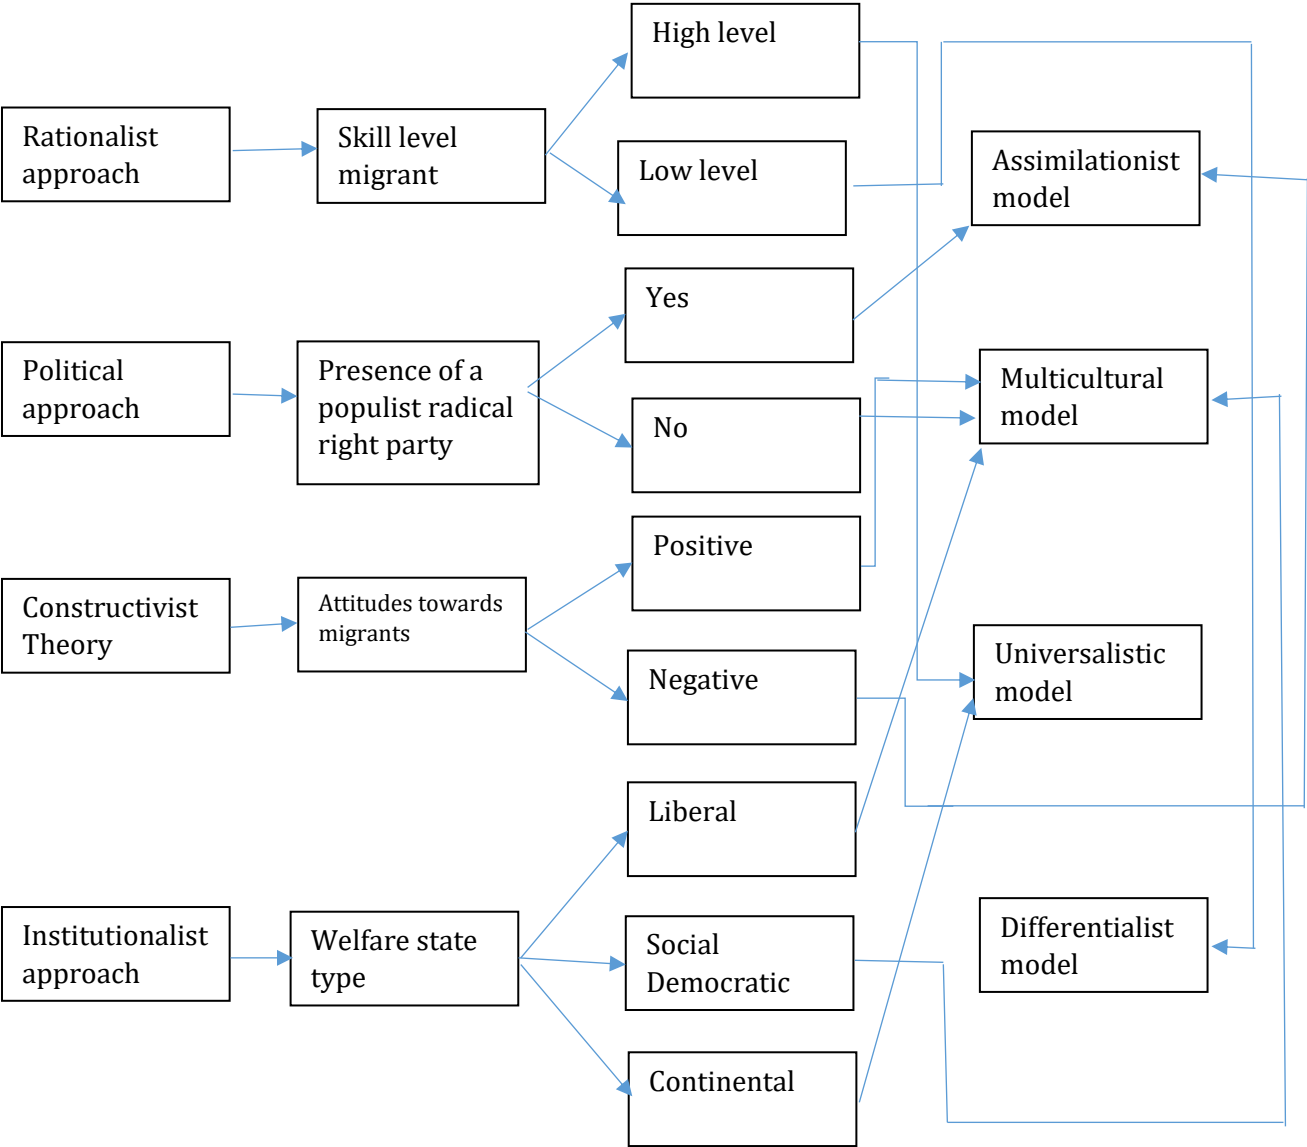 High level
Rationalist
approach
Skill level
migrant
Low level
Assimilationist
model
Yes
Political
approach
Presence of a
populist radical
right party
No
Multicultural
model
Positive
Constructivist
Theory
Attitudes towards
migrants
Negative
Universalistic
model
Liberal
Institutionalist
approach
Welfare state
type
Social
Democratic
Differentialist
model
Continental